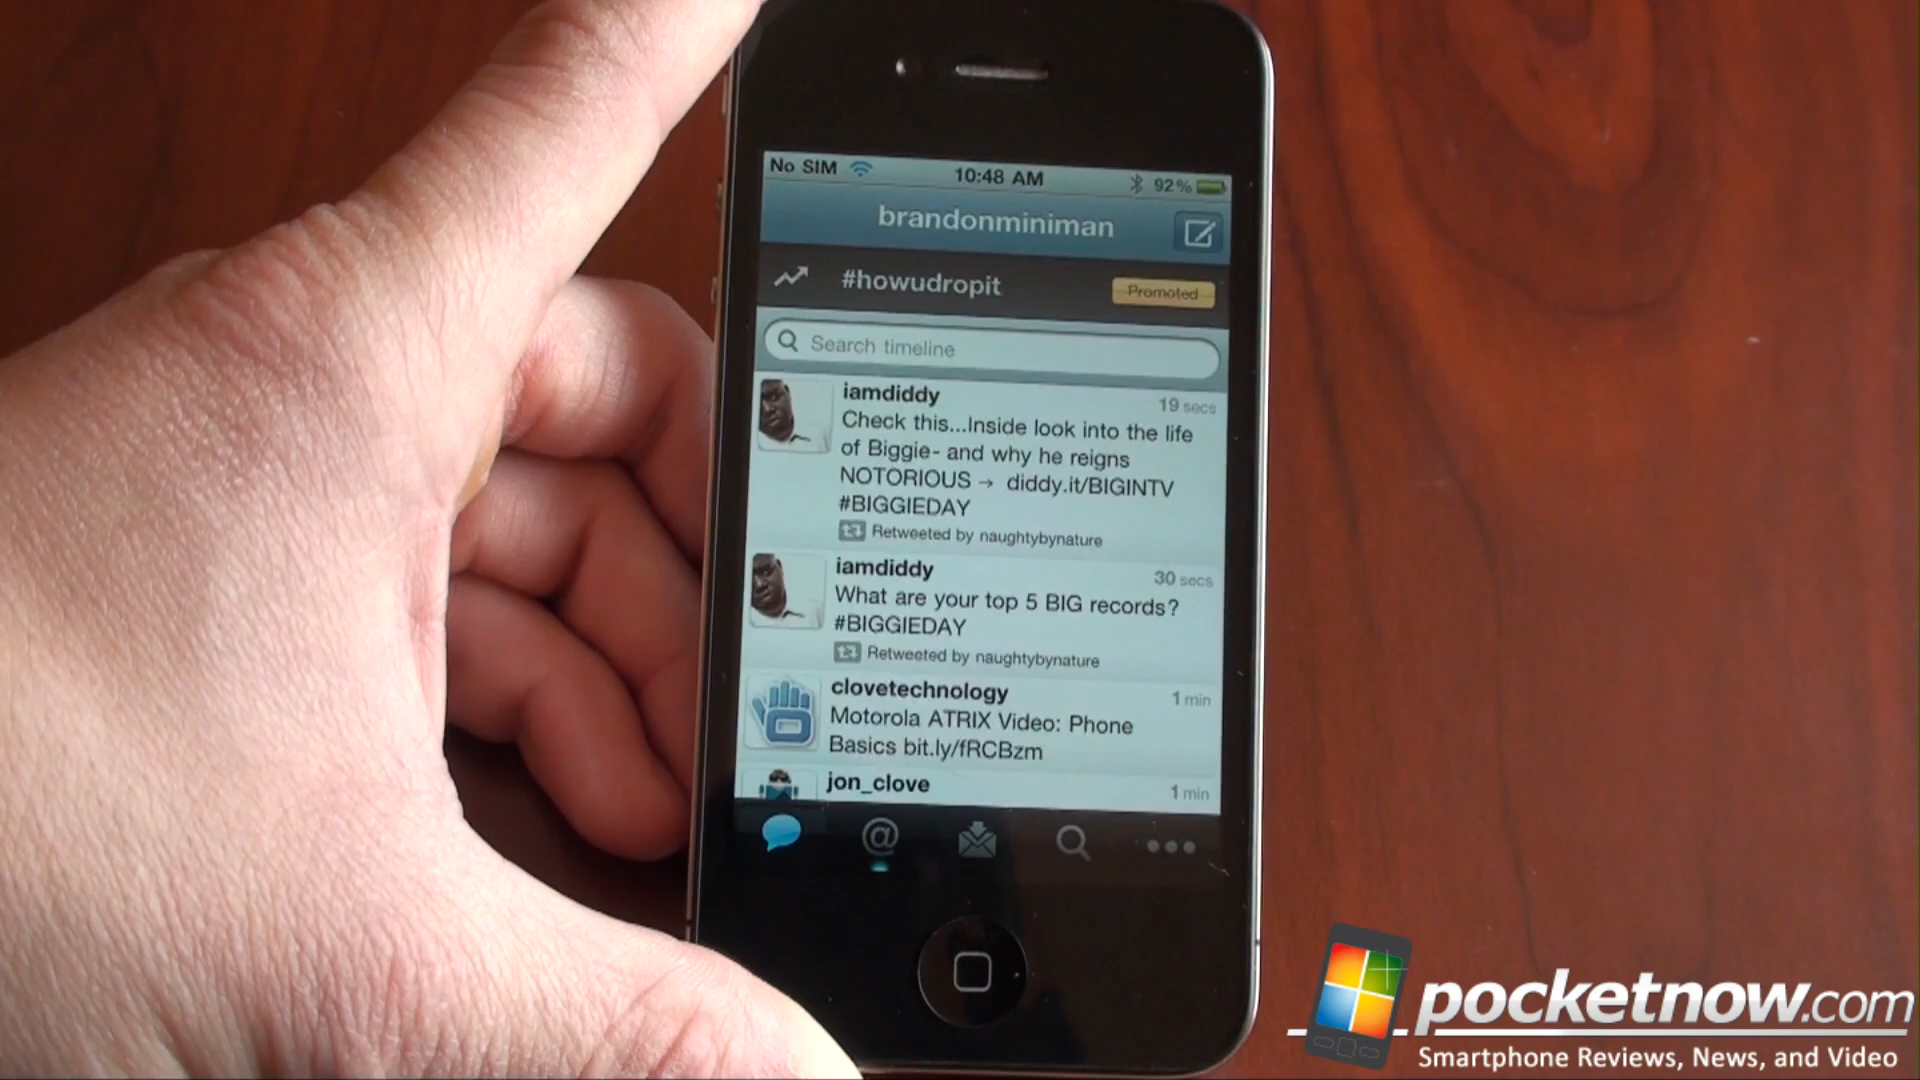 No SIM 10:48 AM 92%
brandonminiman
#howudropit Promoted
Search timeline
iamdiddy 19 secs
Check this...Inside look into the life
of Biggie- and why he reigns
NOTORIOUS → diddy.it/BIGINTV
#BIGGIEDAY
Retweeted by naughtybynature
iamdiddy 30 secs
What are your top 5 BIG records?
#BIGGIEDAY
Retweeted by naughtybynature
clovetechnology 1 min
Motorola ATRIX Video: Phone
Basics bit.ly/fRCBzm
jon_clove 1 min
@
pocketnow.com
Smartphone Reviews, News, and Video